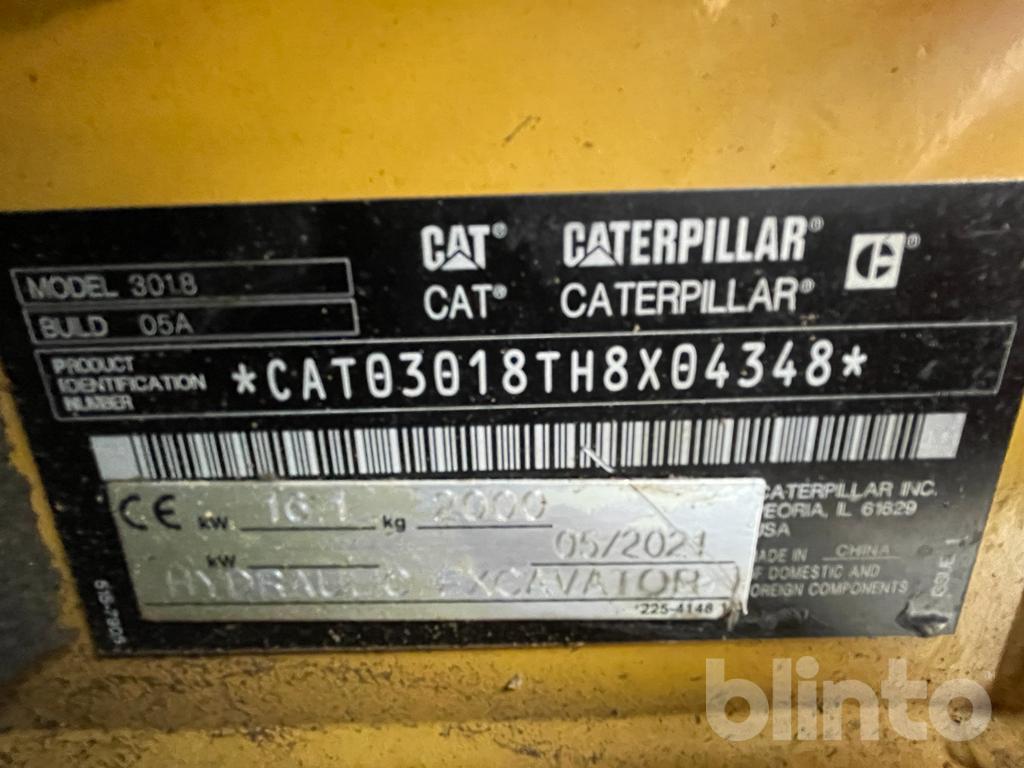 CAT® CATERPILLAR®
CAT® CATERPILLAR®
MODEL 3018
BUILD 05A
PRODUCT IDENTIFICATION NUMBER
*CAT03018TH8X04348*
CE kW 16.1 kg 2000
kW 05/2021
HYDRAULIC EXCAVATOR
*225-4148
CATERPILLAR INC.
PEORIA, IL 61629
USA
MADE IN CHINA
OF DOMESTIC AND
FOREIGN COMPONENTS
blinto